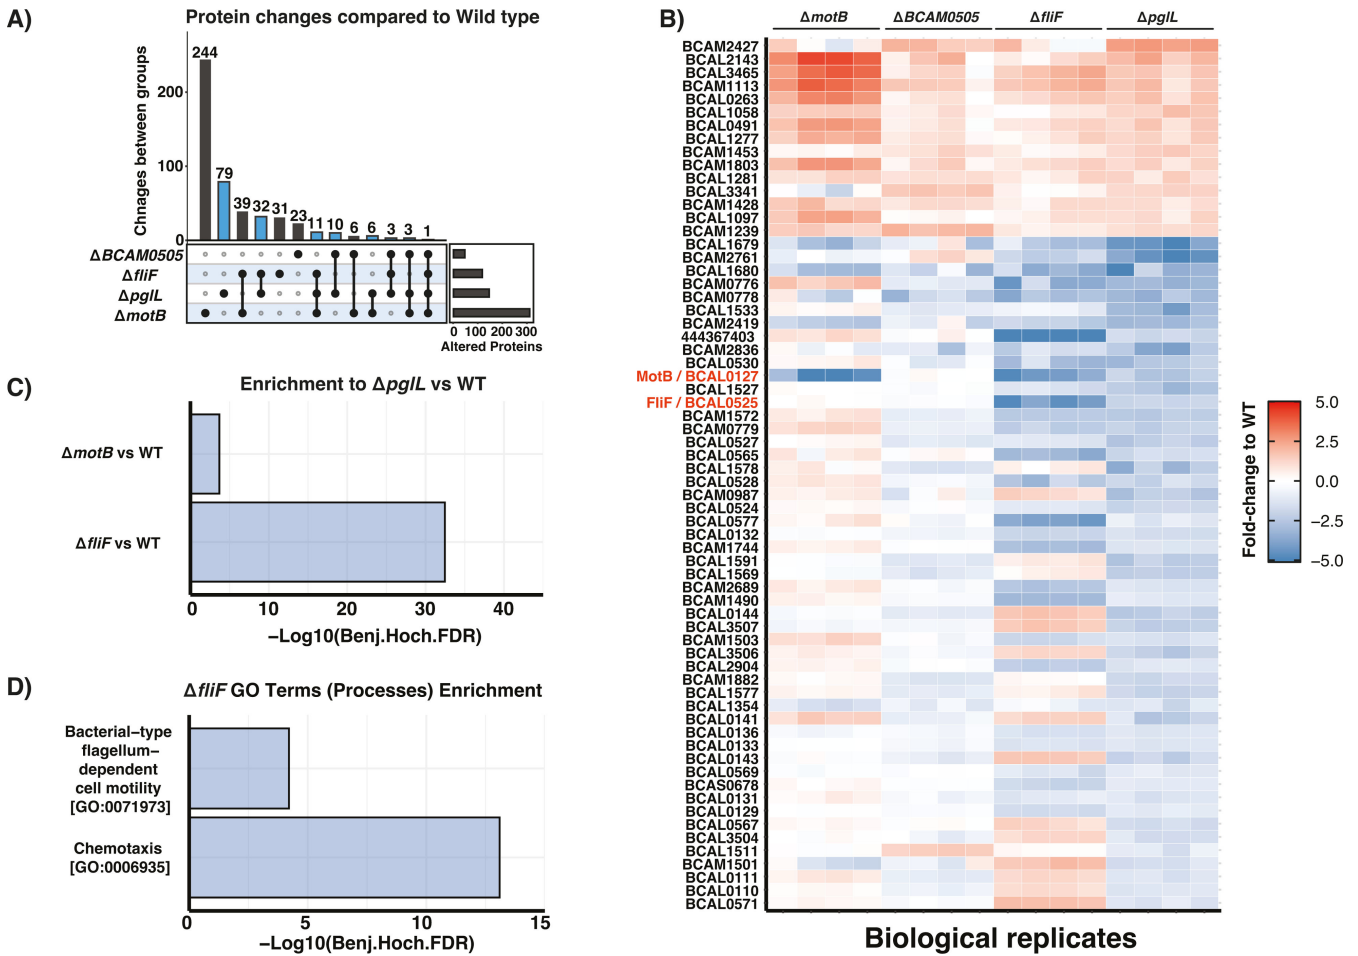 A)
Protein changes compared to Wild type
Chnages between groups
200
100
0
244
79
39
32
31
23
11
10
6
6
3
3
1
ΔBCAM0505
ΔfliF
ΔpglL
ΔmotB
0 100 200 300
Altered Proteins
B)
ΔmotB ΔBCAM0505 ΔfliF ΔpglL
BCAM2427
BCAL2143
BCAL3465
BCAM1113
BCAL0263
BCAL1058
BCAL0491
BCAL1277
BCAM1453
BCAM1803
BCAL1281
BCAL3341
BCAM1428
BCAL1097
BCAM1239
BCAL1679
BCAM2761
BCAL1680
BCAM0776
BCAM0778
BCAL1533
BCAM2419
444367403
BCAM2836
BCAL0530
MotB / BCAL0127
BCAL1527
FliF / BCAL0525
BCAM1572
BCAM0779
BCAL0527
BCAL0565
BCAL1578
BCAL0528
BCAM0987
BCAL0524
BCAL0577
BCAL0132
BCAM1744
BCAL1591
BCAL1569
BCAM2689
BCAM1490
BCAL0144
BCAL3507
BCAM1503
BCAL3506
BCAL2904
BCAM1882
BCAL1577
BCAL1354
BCAL0141
BCAL0136
BCAL0133
BCAL0143
BCAL0569
BCAS0678
BCAL0131
BCAL0129
BCAL0567
BCAL3504
BCAL1511
BCAM1501
BCAL0111
BCAL0110
BCAL0571
Biological replicates
Fold-change to WT
5.0
2.5
0.0
−2.5
−5.0
C)
Enrichment to ΔpglL vs WT
ΔmotB vs WT
ΔfliF vs WT
0 10 20 30 40
−Log10(Benj.Hoch.FDR)
D)
ΔfliF GO Terms (Processes) Enrichment
Bacterial−type
flagellum−
dependent
cell motility
[GO:0071973]
Chemotaxis
[GO:0006935]
0 5 10 15
−Log10(Benj.Hoch.FDR)